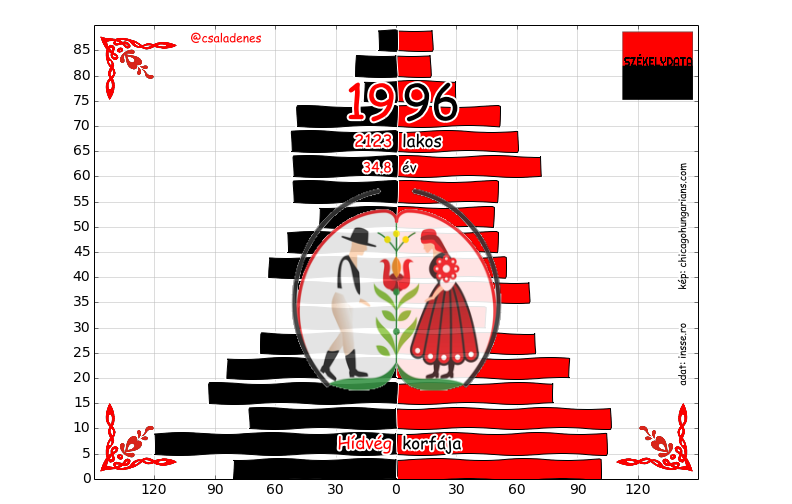 @csaladenes
SZÉKELYDATA
1996
2123 lakos
34.8 év
kép: chicagohungarians.com
adat: insse.ro
Hídvég korfája
85
80
75
70
65
60
55
50
45
40
35
30
25
20
15
10
5
0
120 90 60 30 0 30 60 90 120